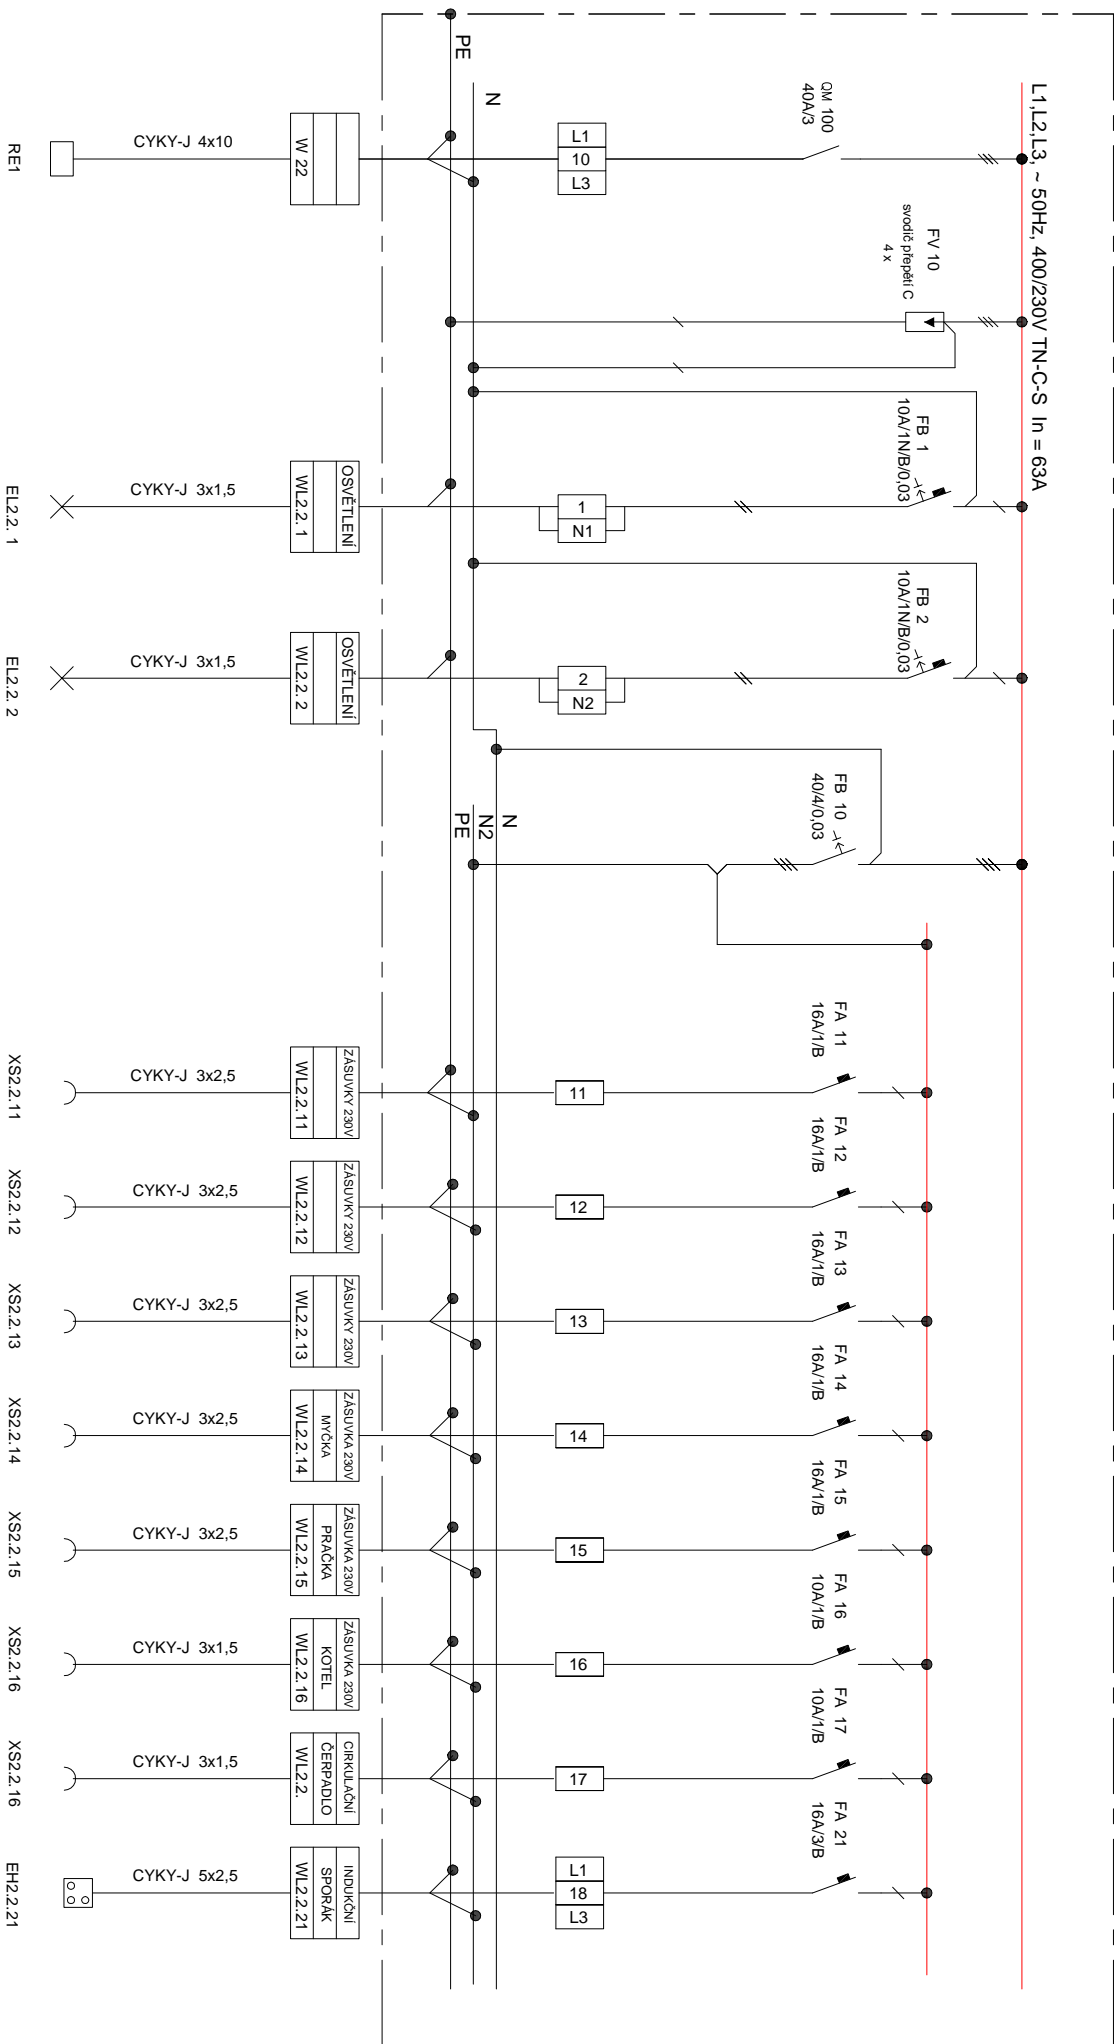 L1,L2,L3, ~ 50Hz, 400/230V TN-C-S In = 63A
PE
N
QM 100
40A/3
L1
10
L3
W 22
CYKY-J 4x10
RE1
FV 10
svodič přepětí C
4 x
FB 1
10A/1N/B/0,03
1
N1
OSVĚTLENÍ
WL2.2. 1
CYKY-J 3x1,5
EL2.2. 1
FB 2
10A/1N/B/0,03
2
N2
OSVĚTLENÍ
WL2.2. 2
CYKY-J 3x1,5
EL2.2. 2
FB 10
40/4/0,03
N
N2
PE
FA 11
16A/1/B
11
ZÁSUVKY 230V
WL2.2.11
CYKY-J 3x2,5
XS2.2.11
FA 12
16A/1/B
12
ZÁSUVKY 230V
WL2.2.12
CYKY-J 3x2,5
XS2.2.12
FA 13
16A/1/B
13
ZÁSUVKY 230V
WL2.2.13
CYKY-J 3x2,5
XS2.2.13
FA 14
16A/1/B
14
ZÁSUVKA 230V
MYČKA
WL2.2.14
CYKY-J 3x2,5
XS2.2.14
FA 15
16A/1/B
15
ZÁSUVKA 230V
PRAČKA
WL2.2.15
CYKY-J 3x2,5
XS2.2.15
FA 16
10A/1/B
16
ZÁSUVKA 230V
KOTEL
WL2.2.16
CYKY-J 3x1,5
XS2.2.16
FA 17
10A/1/B
17
CIRKULAČNÍ
ČERPADLO
WL2.2.
CYKY-J 3x1,5
XS2.2.16
FA 21
16A/3/B
L1
18
L3
INDUKČNÍ
SPORÁK
WL2.2.21
CYKY-J 5x2,5
EH2.2.21